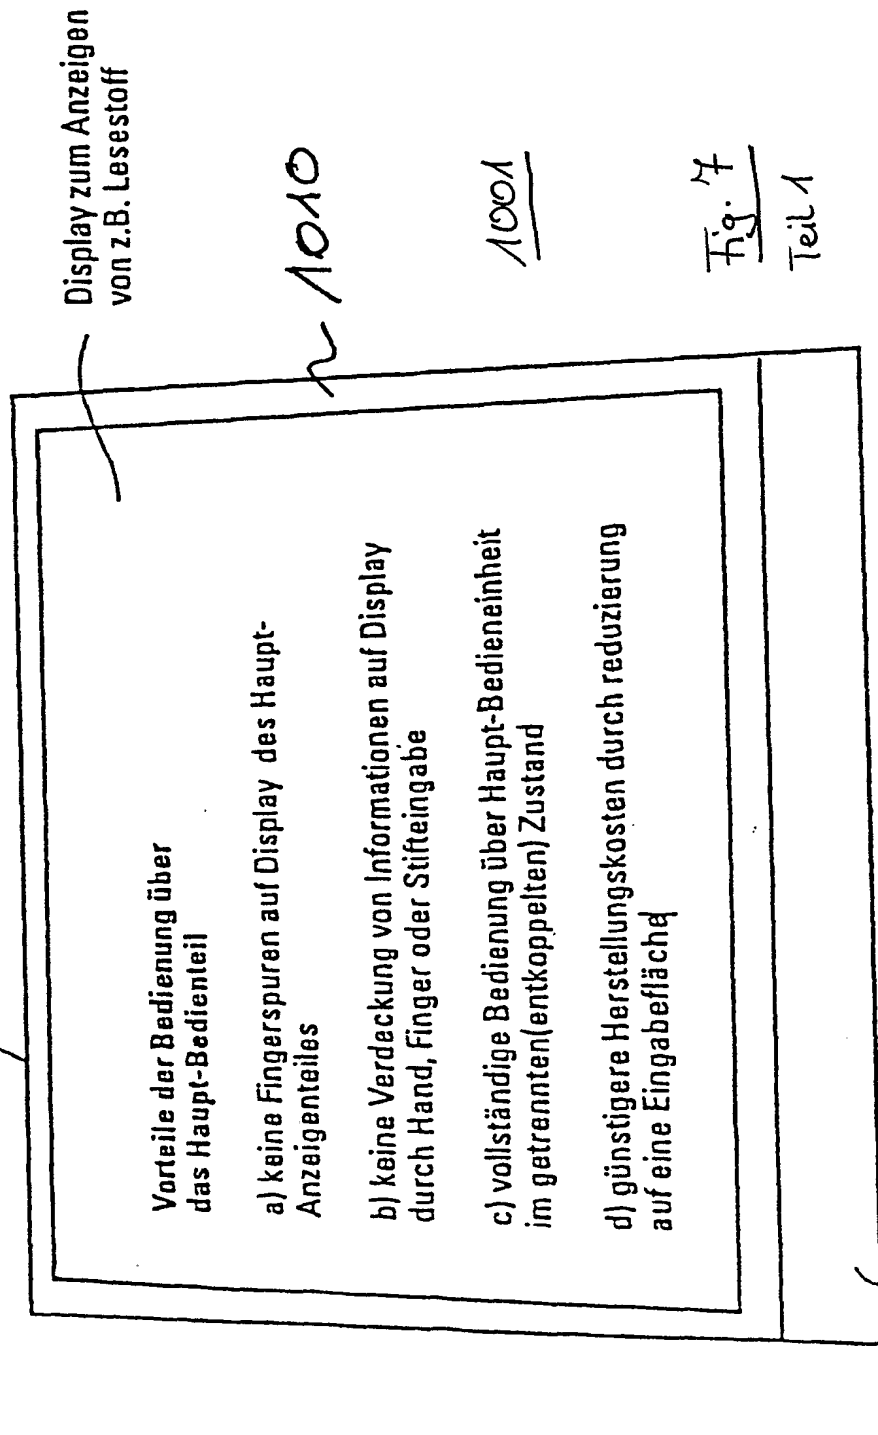 Display zum Anzeigen
von z.B. Lesestoff
1010
1001
Fig. 7
Teil 1
Vorteile der Bedienung über
das Haupt-Bedienteil
a) keine Fingerspuren auf Display des Haupt-
Anzeigenteiles
b) keine Verdeckung von Informationen auf Display
durch Hand, Finger oder Stifteingabe
c) vollständige Bedienung über Haupt-Bedieneinheit
im getrennten(entkoppelten) Zustand
d) günstigere Herstellungskosten durch reduzierung
auf eine Eingabefläche